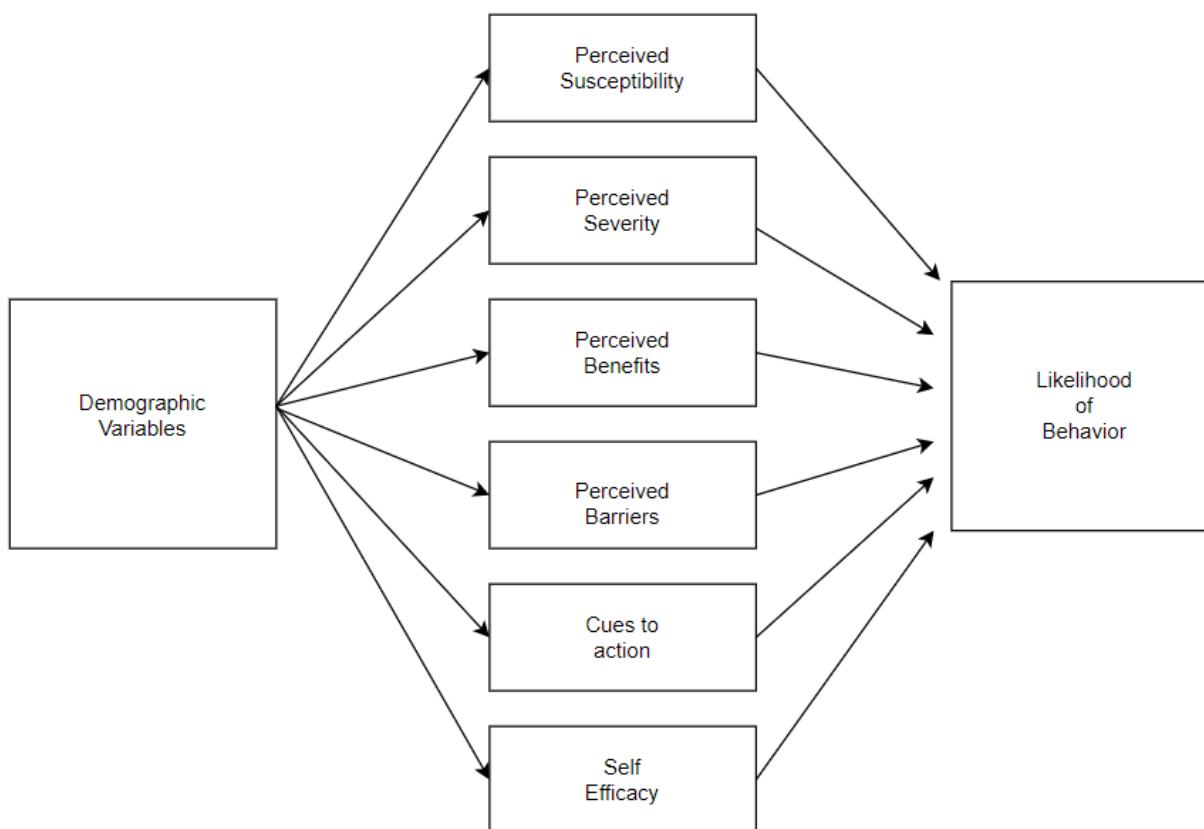 Perceived
Susceptibility
Perceived
Severity
Demographic
Variables
Perceived
Benefits
Likelihood
of
Behavior
Perceived
Barriers
Cues to
action
Self
Efficacy